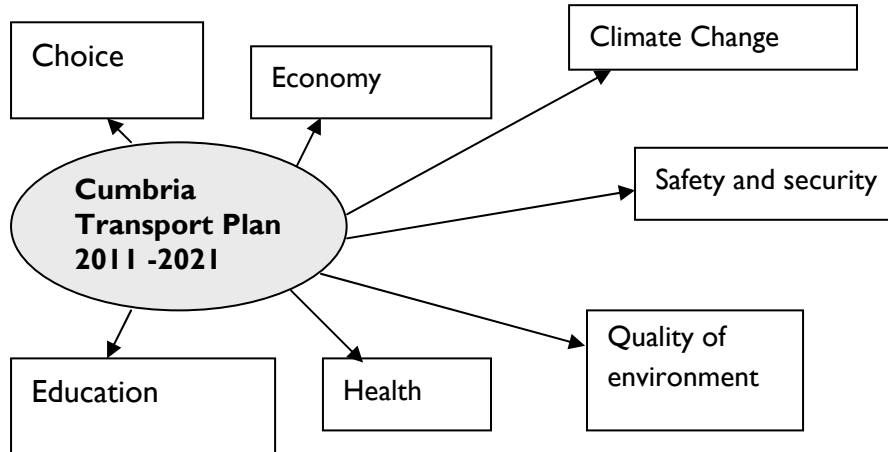 Choice
Economy
Climate Change
Cumbria
Transport Plan
2011 -2021
Safety and security
Quality of
environment
Education
Health